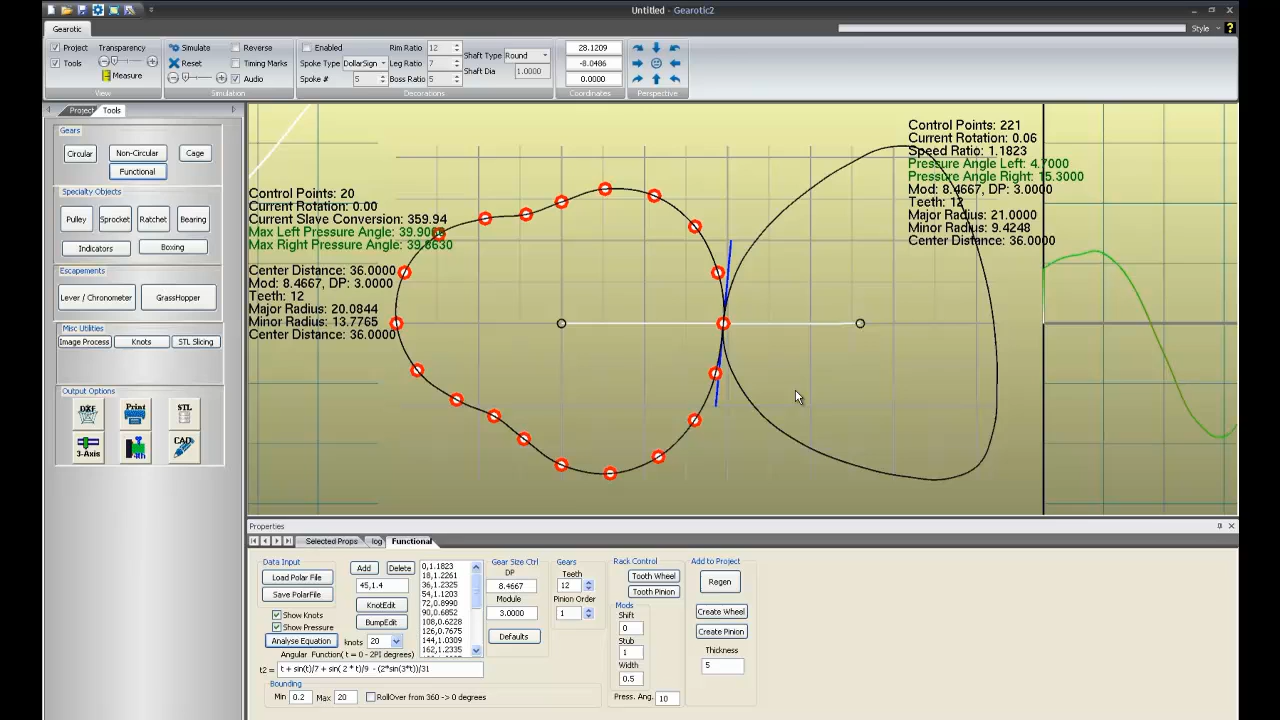 Untitled - Gearotic2
Gearotic
Style
Project
Transparency
Tools
Measure
View
Simulate
Reverse
Reset
Timing Marks
Audio
Simulation
Enabled
Rim Ratio 12
Spoke Type DollarSign
Leg Ratio 7
Spoke # 5
Boss Ratio 5
Shaft Type Round
Shaft Dia 1.0000
Decorations
28.1209
-8.0486
0.0000
Coordinates
Perspective
Project Tools
Gears
Circular
Non-Circular
Cage
Functional
Specialty Objects
Pulley
Sprocket
Ratchet
Bearing
Indicators
Boxing
Escapements
Lever / Chronometer
GrassHopper
Misc Utilities
Image Process
Knots
STL Slicing
Output Options
DXF
Print
STL
3-Axis
4th
CAD
Control Points: 20
Current Rotation: 0.00
Current Slave Conversion: 359.94
Max Left Pressure Angle: 39.90
Max Right Pressure Angle: 39.8630
Center Distance: 36.0000
Mod: 8.4667, DP: 3.0000
Teeth: 12
Major Radius: 20.0844
Minor Radius: 13.7765
Center Distance: 36.0000
Control Points: 221
Current Rotation: 0.06
Speed Ratio: 1.1823
Pressure Angle Left: 4.7000
Pressure Angle Right: 15.3000
Mod: 8.4667, DP: 3.0000
Teeth: 12
Major Radius: 21.0000
Minor Radius: 9.4248
Center Distance: 36.0000
Properties
Selected Props
log
Functional
Data Input
Load Polar File
Save PolarFile
Show Knots
Show Pressure
Analyse Equation
knots 20
Angular Function( t = 0 - 2PI degrees)
t2 = t + sin(t)/7 + sin( 2 * t)/9 - (2*sin(3*t))/31
Bounding
Min 0.2 Max 20
RollOver from 360 -> 0 degrees
Add
Delete
45,1.4
KnotEdit
BumpEdit
0,1.1823
18,1.2261
36,1.2325
54,1.1203
72,0.8990
90,0.6852
108,0.6228
126,0.7675
144,1.0309
162,1.2335
Gear Size Ctrl
DP
8.4667
Module
3.0000
Defaults
Gears
Teeth
12
Pinion Order
1
Rack Control
Tooth Wheel
Tooth Pinion
Mods
Shift
0
Stub
1
Width
0.5
Press. Ang. 10
Add to Project
Regen
Create Wheel
Create Pinion
Thickness
5